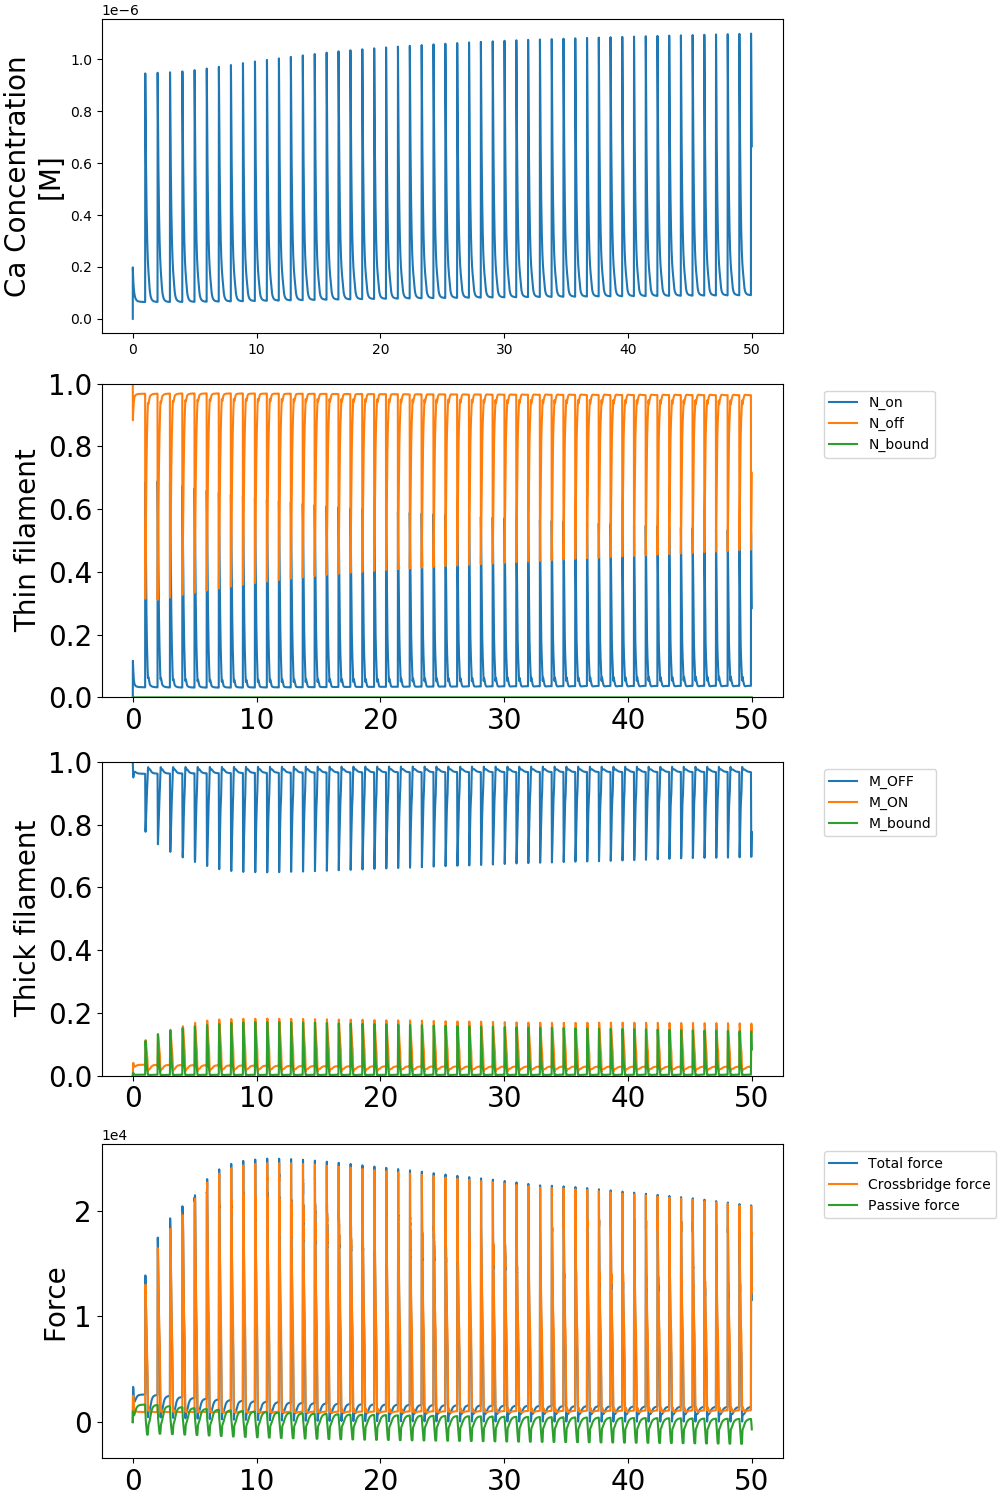 1e−6
Ca Concentration
[M]
1.0
0.8
0.6
0.4
0.2
0.0
0 10 20 30 40 50
Thin filament
1.0
0.8
0.6
0.4
0.2
0.0
0 10 20 30 40 50
N_on
N_off
N_bound
Thick filament
1.0
0.8
0.6
0.4
0.2
0.0
0 10 20 30 40 50
M_OFF
M_ON
M_bound
1e4
Force
2
1
0
0 10 20 30 40 50
Total force
Crossbridge force
Passive force